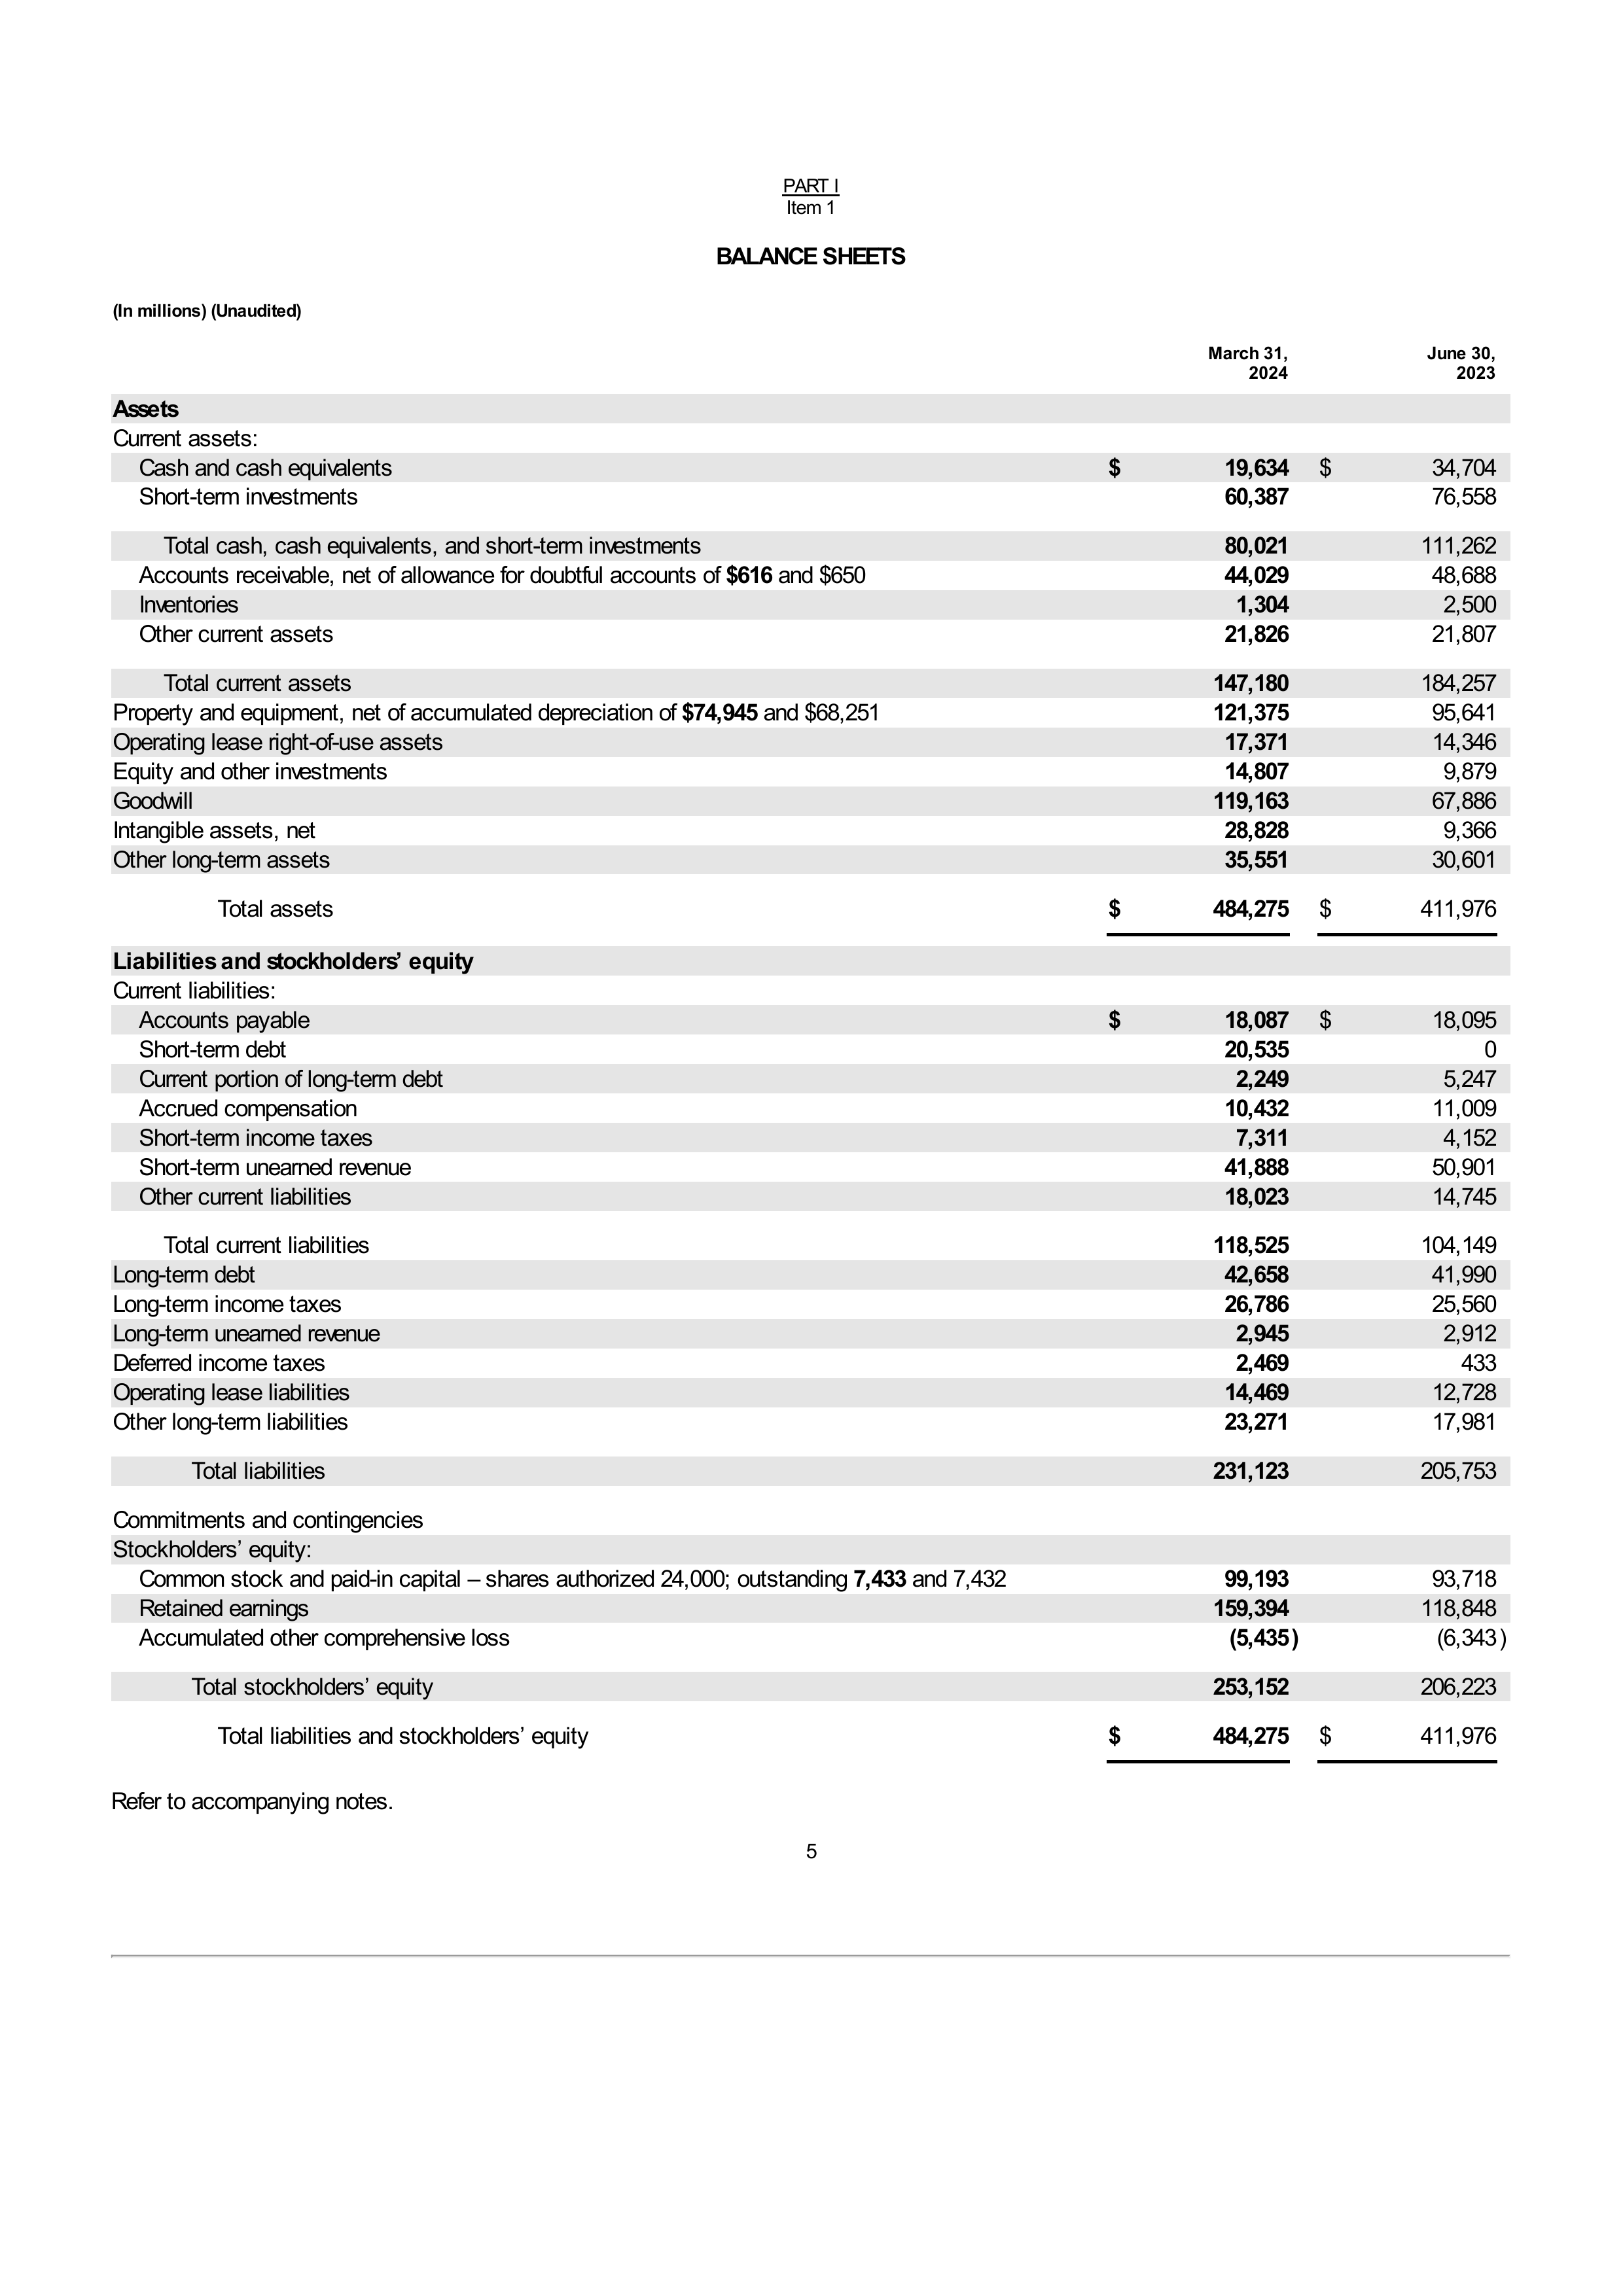 PART I
Item 1
BALANCE SHEETS
(In millions) (Unaudited)
March 31, 2024 June 30, 2023
Assets
Current assets:
Cash and cash equivalents $ 19,634 $ 34,704
Short-term investments 60,387 76,558
Total cash, cash equivalents, and short-term investments 80,021 111,262
Accounts receivable, net of allowance for doubtful accounts of $616 and $650 44,029 48,688
Inventories 1,304 2,500
Other current assets 21,826 21,807
Total current assets 147,180 184,257
Property and equipment, net of accumulated depreciation of $74,945 and $68,251 121,375 95,641
Operating lease right-of-use assets 17,371 14,346
Equity and other investments 14,807 9,879
Goodwill 119,163 67,886
Intangible assets, net 28,828 9,366
Other long-term assets 35,551 30,601
Total assets $ 484,275 $ 411,976
Liabilities and stockholders’ equity
Current liabilities:
Accounts payable $ 18,087 $ 18,095
Short-term debt 20,535 0
Current portion of long-term debt 2,249 5,247
Accrued compensation 10,432 11,009
Short-term income taxes 7,311 4,152
Short-term unearned revenue 41,888 50,901
Other current liabilities 18,023 14,745
Total current liabilities 118,525 104,149
Long-term debt 42,658 41,990
Long-term income taxes 26,786 25,560
Long-term unearned revenue 2,945 2,912
Deferred income taxes 2,469 433
Operating lease liabilities 14,469 12,728
Other long-term liabilities 23,271 17,981
Total liabilities 231,123 205,753
Commitments and contingencies
Stockholders’ equity:
Common stock and paid-in capital – shares authorized 24,000; outstanding 7,433 and 7,432 99,193 93,718
Retained earnings 159,394 118,848
Accumulated other comprehensive loss (5,435) (6,343)
Total stockholders’ equity 253,152 206,223
Total liabilities and stockholders’ equity $ 484,275 $ 411,976
Refer to accompanying notes.
5